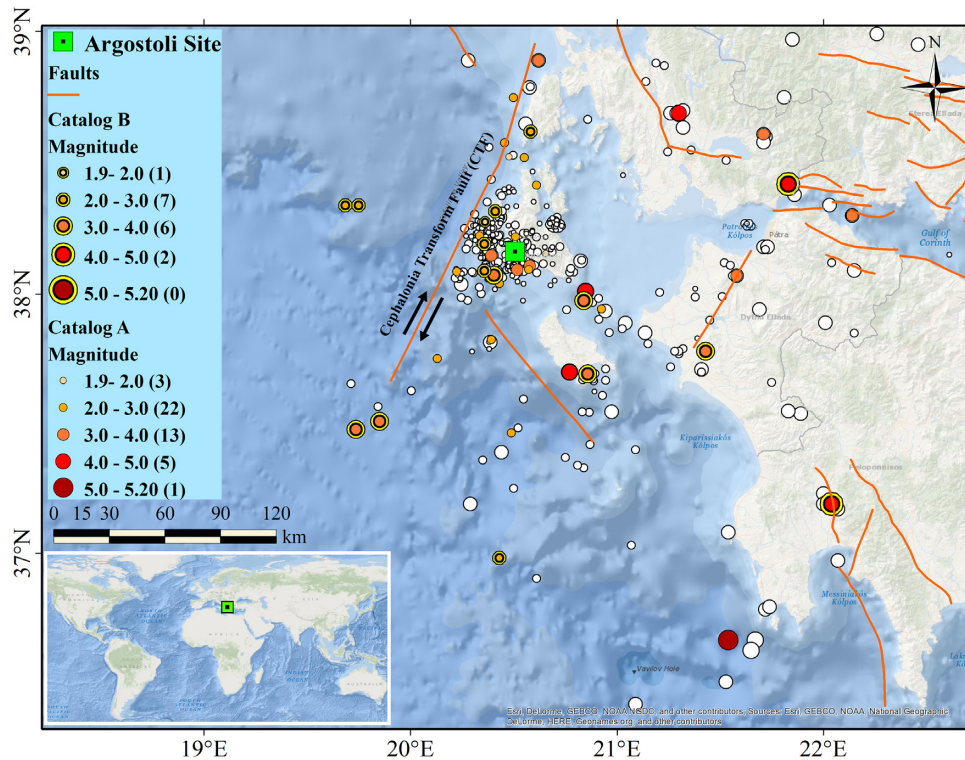 39°N
38°N
37°N
19°E
20°E
21°E
22°E
Argostoli Site
Faults
Catalog B
Magnitude
1.9- 2.0 (1)
2.0 - 3.0 (7)
3.0 - 4.0 (6)
4.0 - 5.0 (2)
5.0 - 5.20 (0)
Catalog A
Magnitude
1.9- 2.0 (3)
2.0 - 3.0 (22)
3.0 - 4.0 (13)
4.0 - 5.0 (5)
5.0 - 5.20 (1)
0 15 30 60 90 120
km
Cephalonia Transform Fault (CTF)
N
Gulf of
Corinth
Pátra
Kólpos
Kiparissiakós
Kólpos
Messiniakós
Kólpos
Vavilov Hole
NORTH
ATLANTIC
OCEAN
AFRICA
Esri, DeLorme, GEBCO, NOAA NGDC, and other contributors. Sources: Esri, GEBCO, NOAA, National Geographic,
DeLorme, HERE, Geonames.org, and other contributors